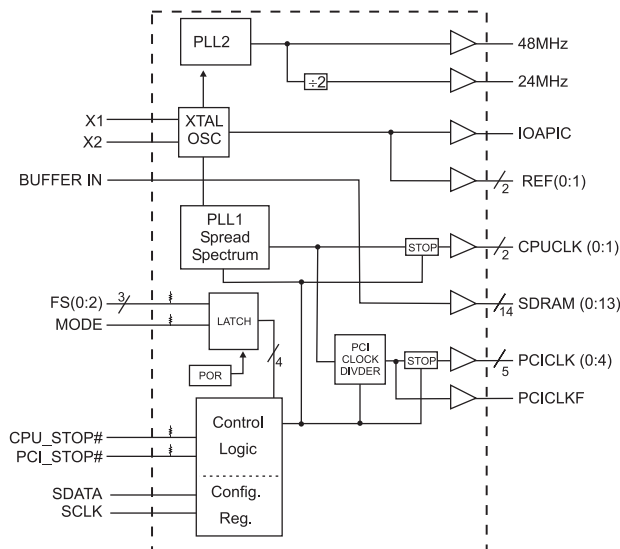 PLL2
48MHz
÷2
24MHz
X1
X2
XTAL
OSC
IOAPIC
BUFFER IN
2
REF(0:1)
PLL1
Spread
Spectrum
STOP
2
CPUCLK (0:1)
FS(0:2)
3
MODE
LATCH
14
SDRAM (0:13)
POR
4
PCI
CLOCK
DIVDER
STOP
5
PCICLK (0:4)
PCICLKF
CPU_STOP#
PCI_STOP#
Control
Logic
SDATA
SCLK
Config.
Reg.